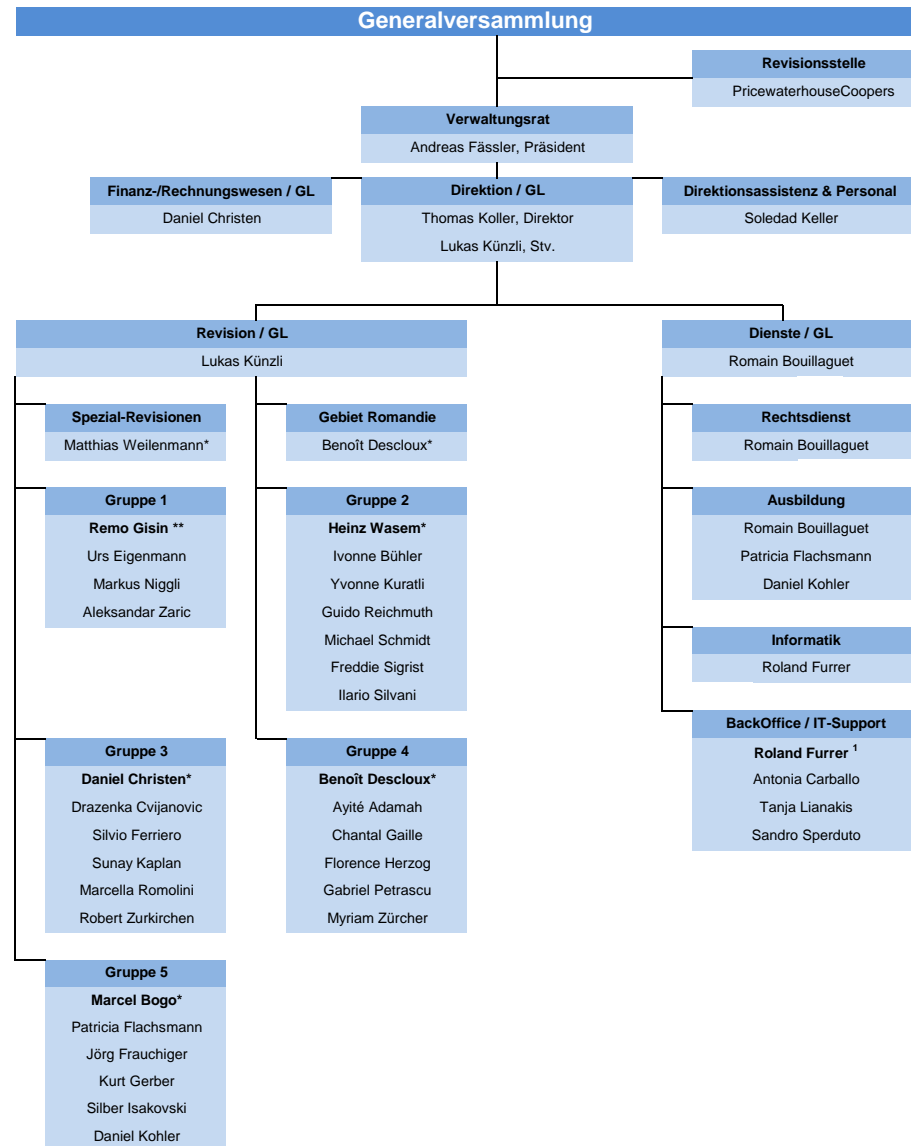 Generalversammlung
Revisionsstelle
PricewaterhouseCoopers
Verwaltungsrat
Andreas Fässler, Präsident
Finanz-/Rechnungswesen / GL
Daniel Christen
Direktion / GL
Thomas Koller, Direktor
Lukas Künzli, Stv.
Direktionsassistenz & Personal
Soledad Keller
Revision / GL
Lukas Künzli
Dienste / GL
Romain Bouillaguet
Spezial-Revisionen
Matthias Weilenmann*
Gebiet Romandie
Benoît Descloux*
Rechtsdienst
Romain Bouillaguet
Gruppe 1
Remo Gisin **
Urs Eigenmann
Markus Niggli
Aleksandar Zaric
Gruppe 2
Heinz Wasem*
Ivonne Bühler
Yvonne Kuratli
Guido Reichmuth
Michael Schmidt
Freddie Sigrist
Ilario Silvani
Ausbildung
Romain Bouillaguet
Patricia Flachsmann
Daniel Kohler
Informatik
Roland Furrer
BackOffice / IT-Support
Roland Furrer ¹
Antonia Carballo
Tanja Lianakis
Sandro Sperduto
Gruppe 3
Daniel Christen*
Drazenka Cvijanovic
Silvio Ferriero
Sunay Kaplan
Marcella Romolini
Robert Zurkirchen
Gruppe 4
Benoît Descloux*
Ayité Adamah
Chantal Gaille
Florence Herzog
Gabriel Petrascu
Myriam Zürcher
Gruppe 5
Marcel Bogo*
Patricia Flachsmann
Jörg Frauchiger
Kurt Gerber
Silber Isakovski
Daniel Kohler